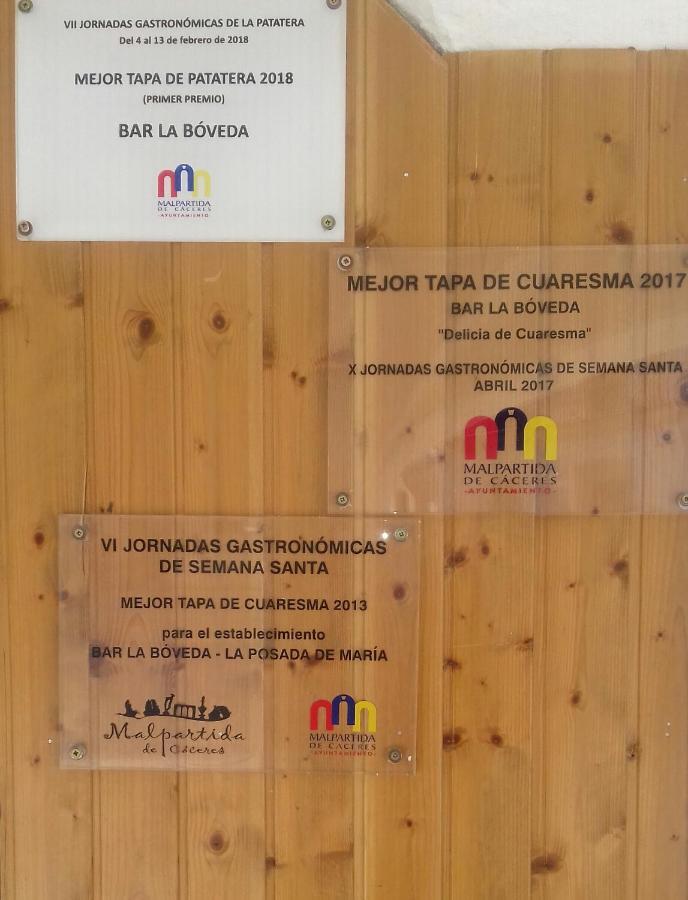 VII JORNADAS GASTRONÓMICAS DE LA PATATERA
Del 4 al 13 de febrero de 2018
MEJOR TAPA DE PATATERA 2018
(PRIMER PREMIO)
BAR LA BÓVEDA
MALPARTIDA
DE CÁCERES
-AYUNTAMIENTO-
MEJOR TAPA DE CUARESMA 2017
BAR LA BÓVEDA
"Delicia de Cuaresma"
X JORNADAS GASTRONÓMICAS DE SEMANA SANTA
ABRIL 2017
MALPARTIDA
DE CÁCERES
-AYUNTAMIENTO-
VI JORNADAS GASTRONÓMICAS
DE SEMANA SANTA
MEJOR TAPA DE CUARESMA 2013
para el establecimiento
BAR LA BÓVEDA - LA POSADA DE MARÍA
Malpartida
de Cáceres
MALPARTIDA
DE CÁCERES
-AYUNTAMIENTO-